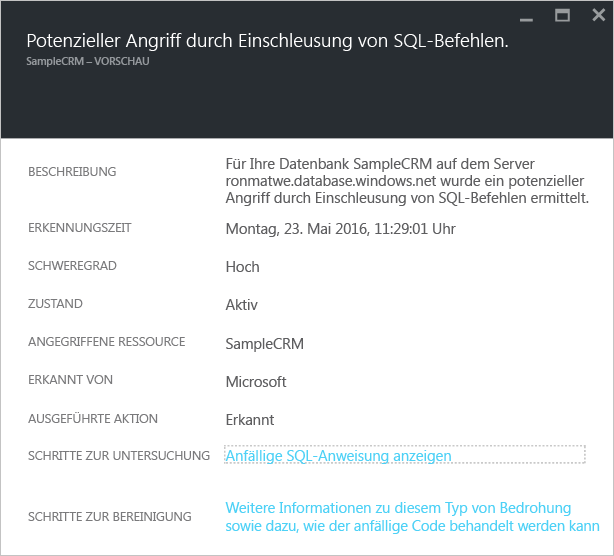 Potenzieller Angriff durch Einschleusung von SQL-Befehlen.
SampleCRM – VORSCHAU
BESCHREIBUNG
Für Ihre Datenbank SampleCRM auf dem Server
ronmatwe.database.windows.net wurde ein potenzieller
Angriff durch Einschleusung von SQL-Befehlen ermittelt.
ERKENNUNGSZEIT
Montag, 23. Mai 2016, 11:29:01 Uhr
SCHWEREGRAD
Hoch
ZUSTAND
Aktiv
ANGEGRIFFENE RESSOURCE
SampleCRM
ERKANNT VON
Microsoft
AUSGEFÜHRTE AKTION
Erkannt
SCHRITTE ZUR UNTERSUCHUNG
Anfällige SQL-Anweisung anzeigen
SCHRITTE ZUR BEREINIGUNG
Weitere Informationen zu diesem Typ von Bedrohung
sowie dazu, wie der anfällige Code behandelt werden kann